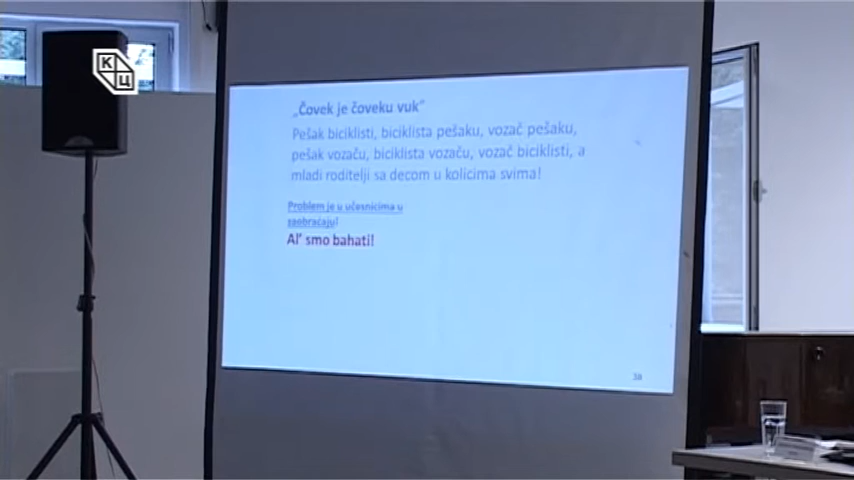 КЦ
„Čovek je čoveku vuk“
Pešak biciklisti, biciklista pešaku, vozač pešaku,
pešak vozaču, biciklista vozaču, vozač biciklisti, a
mladi roditelji sa decom u kolicima svima!
Problem je u učesnicima u
zaobraćaju!
Al’ smo bahati!